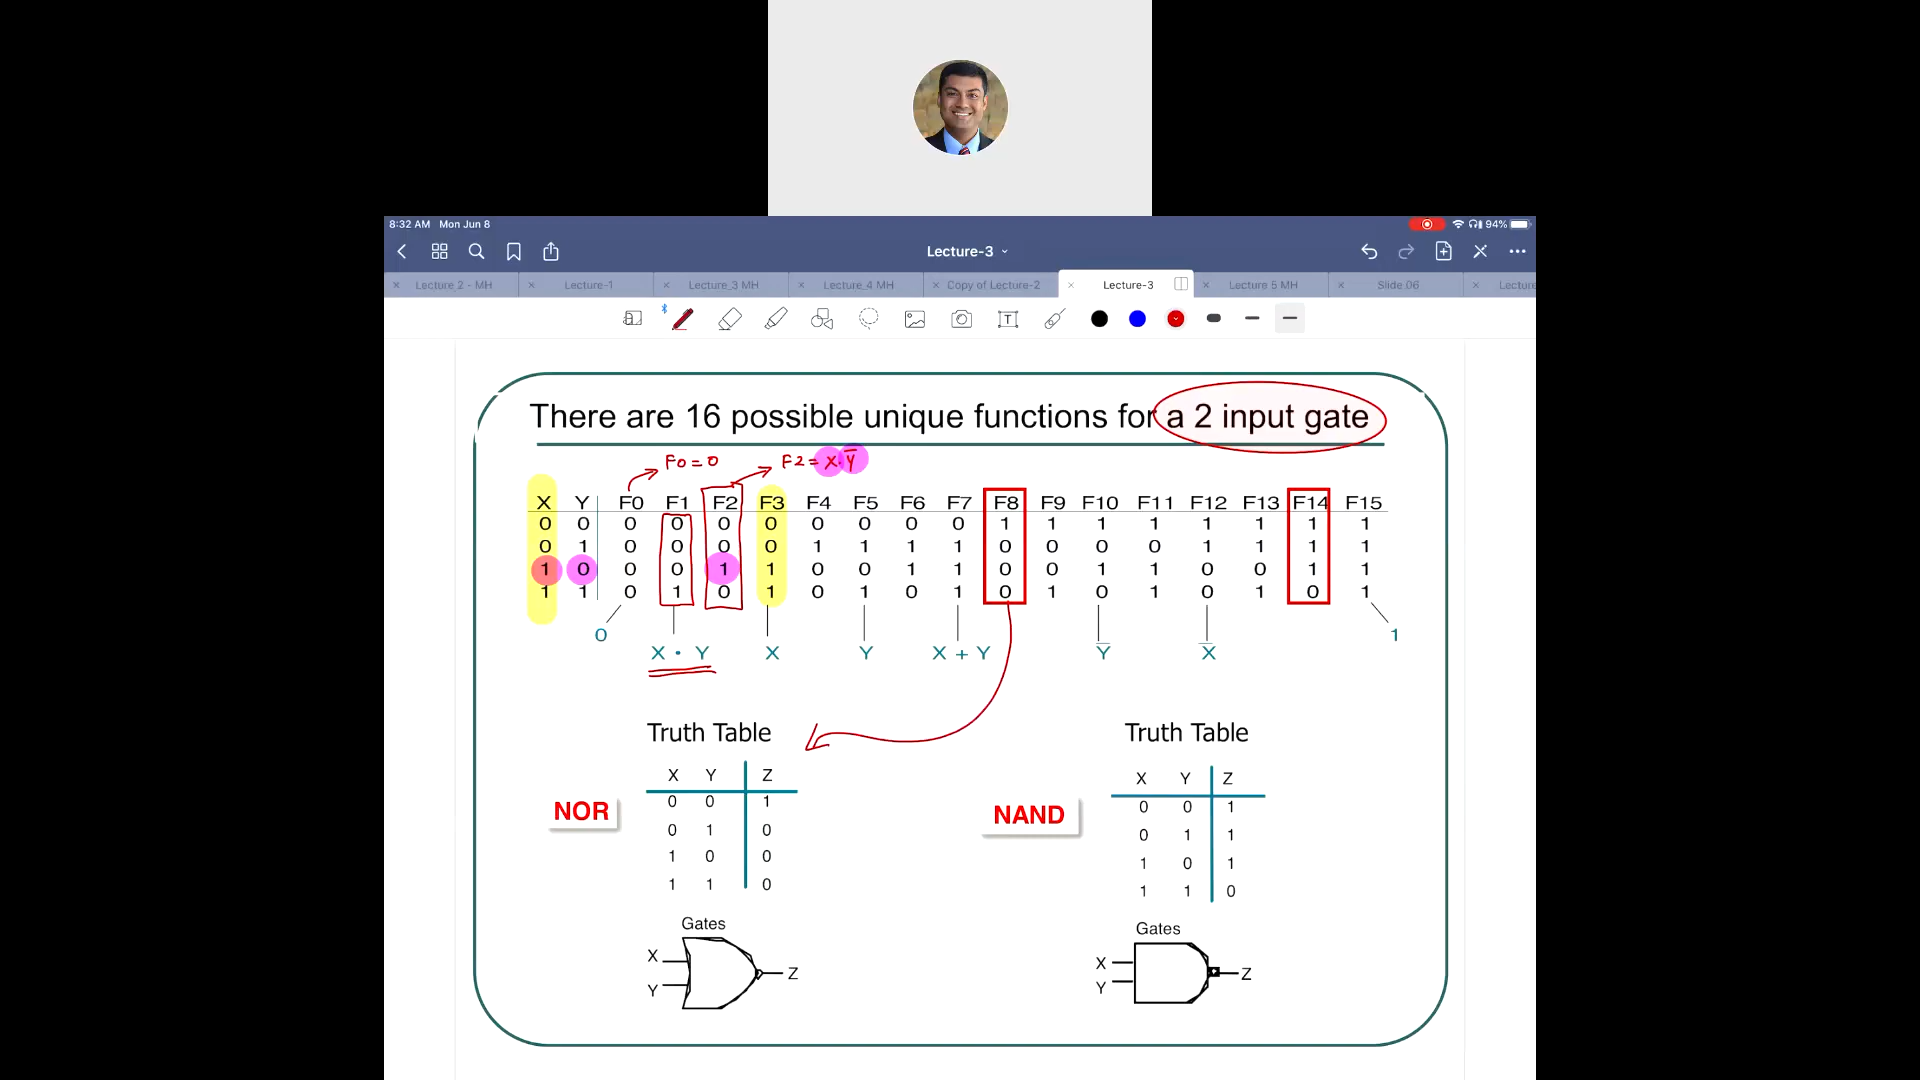 8:32 AM Mon Jun 8
94%
Lecture-3
Lecture_2 - MH
Lecture-1
Lecture_3 MH
Lecture_4 MH
Copy of Lecture-2
Lecture-3
Lecture 5 MH
Slide.06
Lecture
T
There are 16 possible unique functions for a 2 input gate
F0 = 0 F2 = X.Y̅
X Y F0 F1 F2 F3 F4 F5 F6 F7 F8 F9 F10 F11 F12 F13 F14 F15
0 0 0 0 0 0 0 0 0 0 1 1 1 1 1 1 1 1
0 1 0 0 0 0 1 1 1 1 0 0 0 0 1 1 1 1
1 0 0 0 1 1 0 0 1 1 0 0 1 1 0 0 1 1
1 1 0 1 0 1 0 1 0 1 0 1 0 1 0 1 0 1
0 1
X · Y X Y X + Y Y̅ X̅
Truth Table
X Y Z
NOR
0 0 1
0 1 0
1 0 0
1 1 0
Gates
X
Y
Z
Truth Table
X Y Z
NAND
0 0 1
0 1 1
1 0 1
1 1 0
Gates
X
Y
Z